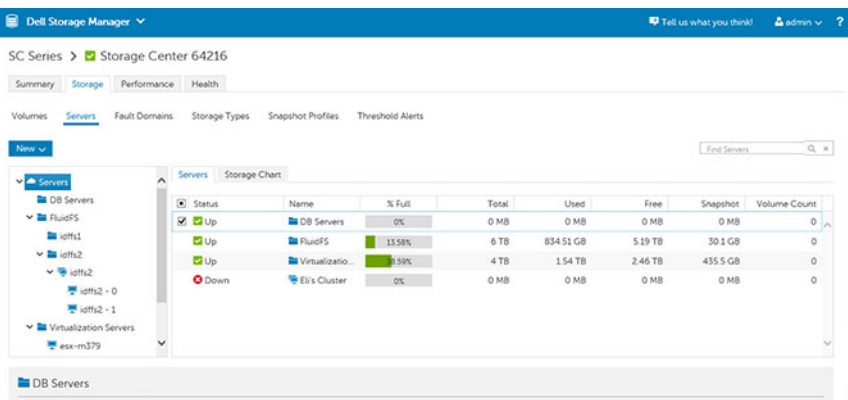 Dell Storage Manager
Tell us what you think! admin ?
SC Series > Storage Center 64216
Summary Storage Performance Health
Volumes Servers Fault Domains Storage Types Snapshot Profiles Threshold Alerts
New
Find Servers
Servers
DB Servers
FluidFS
idffs1
idffs2
idffs2
idffs2 - 0
idffs2 - 1
Virtualization Servers
esx-m379
Servers Storage Chart
Status Name % Full Total Used Free Snapshot Volume Count
Up DB Servers 0% 0 MB 0 MB 0 MB 0 MB 0
Up FluidFS 13.58% 6 TB 834.51 GB 5.19 TB 30.1 GB 0
Up Virtualizatio... 38.59% 4 TB 1.54 TB 2.46 TB 435.5 GB 0
Down Eli's Cluster 0% 0 MB 0 MB 0 MB 0 MB 0
DB Servers